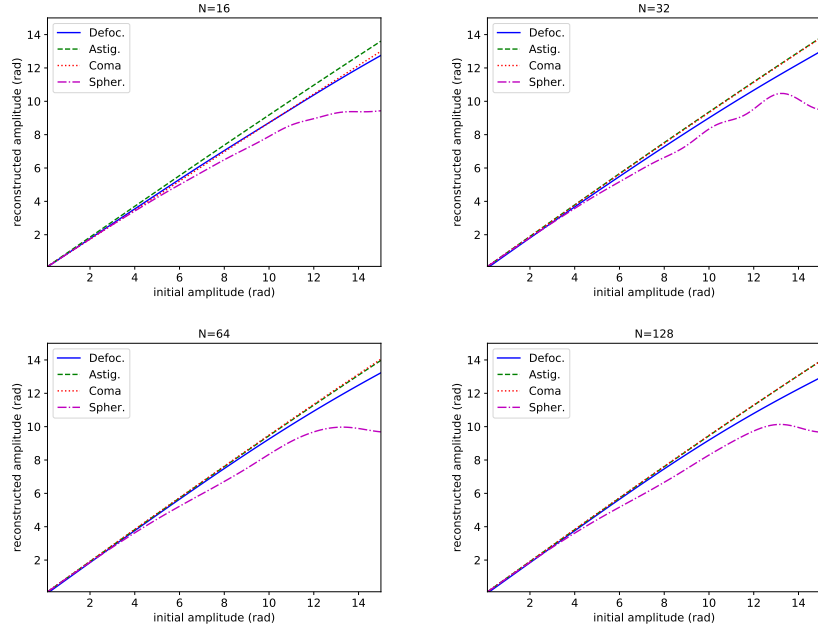 N=16
Defoc.
Astig.
Coma
Spher.
14
12
10
8
6
4
2
reconstructed amplitude (rad)
2 4 6 8 10 12 14
initial amplitude (rad)
N=32
Defoc.
Astig.
Coma
Spher.
14
12
10
8
6
4
2
reconstructed amplitude (rad)
2 4 6 8 10 12 14
initial amplitude (rad)
N=64
Defoc.
Astig.
Coma
Spher.
14
12
10
8
6
4
2
reconstructed amplitude (rad)
2 4 6 8 10 12 14
initial amplitude (rad)
N=128
Defoc.
Astig.
Coma
Spher.
14
12
10
8
6
4
2
reconstructed amplitude (rad)
2 4 6 8 10 12 14
initial amplitude (rad)